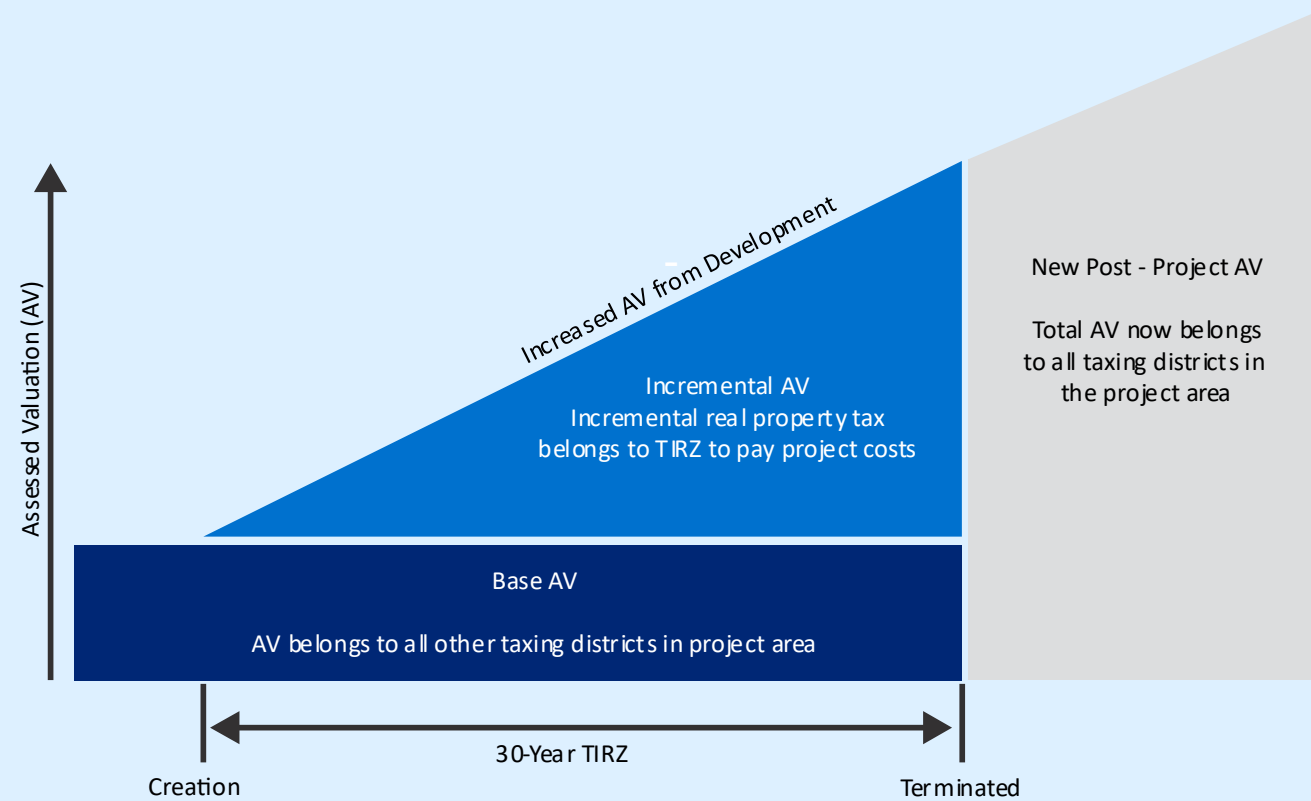 Assessed Valuation (AV)
Increased AV from Development
-
Incremental AV
Incremental real property tax
belongs to TIRZ to pay project costs
New Post - Project AV
Total AV now belongs
to all taxing districts in
the project area
Base AV
AV belongs to all other taxing districts in project area
30-Year TIRZ
Creation
Terminated